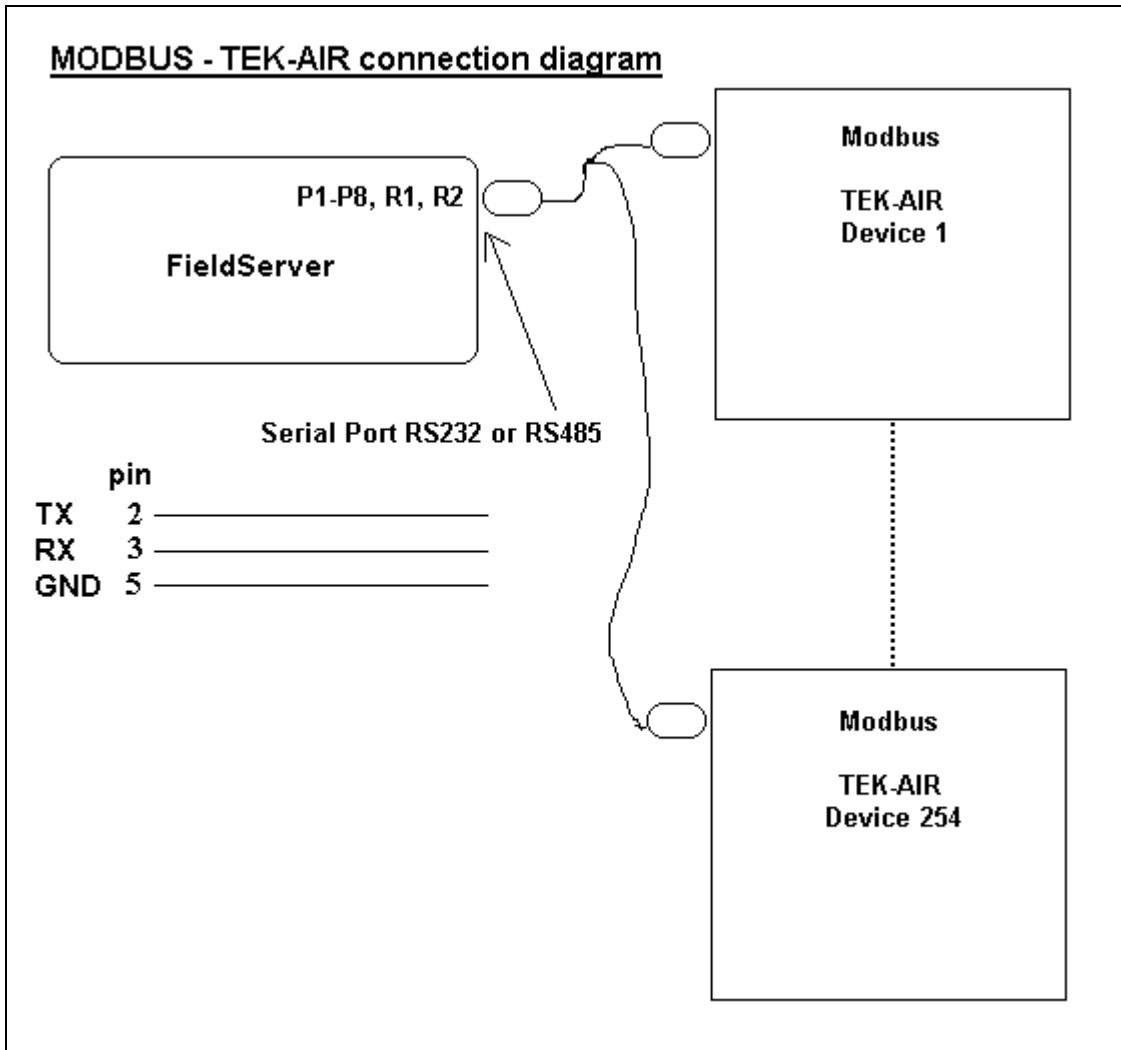 MODBUS - TEK-AIR connection diagram
P1-P8, R1, R2
FieldServer
Serial Port RS232 or RS485
pin
TX 2
RX 3
GND 5
Modbus
TEK-AIR
Device 1
Modbus
TEK-AIR
Device 254